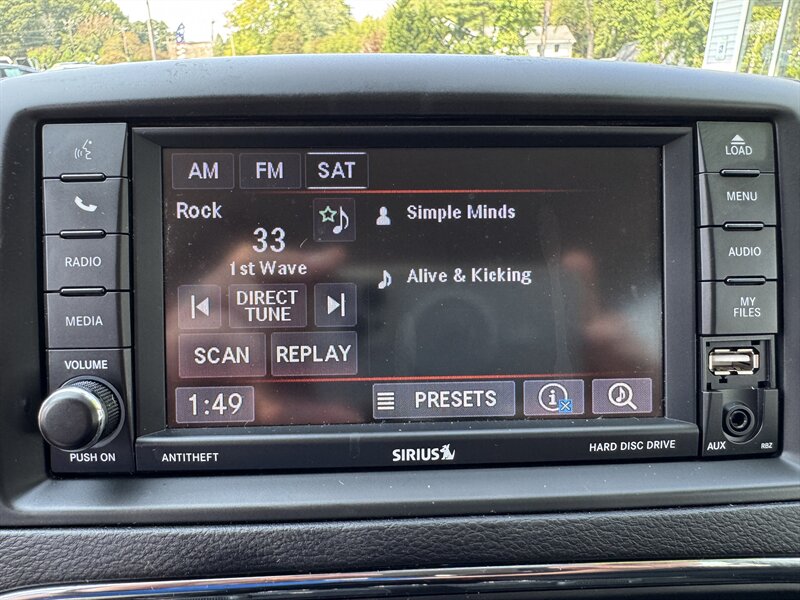 AM FM SAT
LOAD
Rock
Simple Minds
MENU
33
1st Wave
RADIO
AUDIO
Alive & Kicking
DIRECT
TUNE
MEDIA
MY
FILES
SCAN REPLAY
VOLUME
1:49
PRESETS
i
PUSH ON
ANTITHEFT
SIRIUS
HARD DISC DRIVE
AUX
RBZ